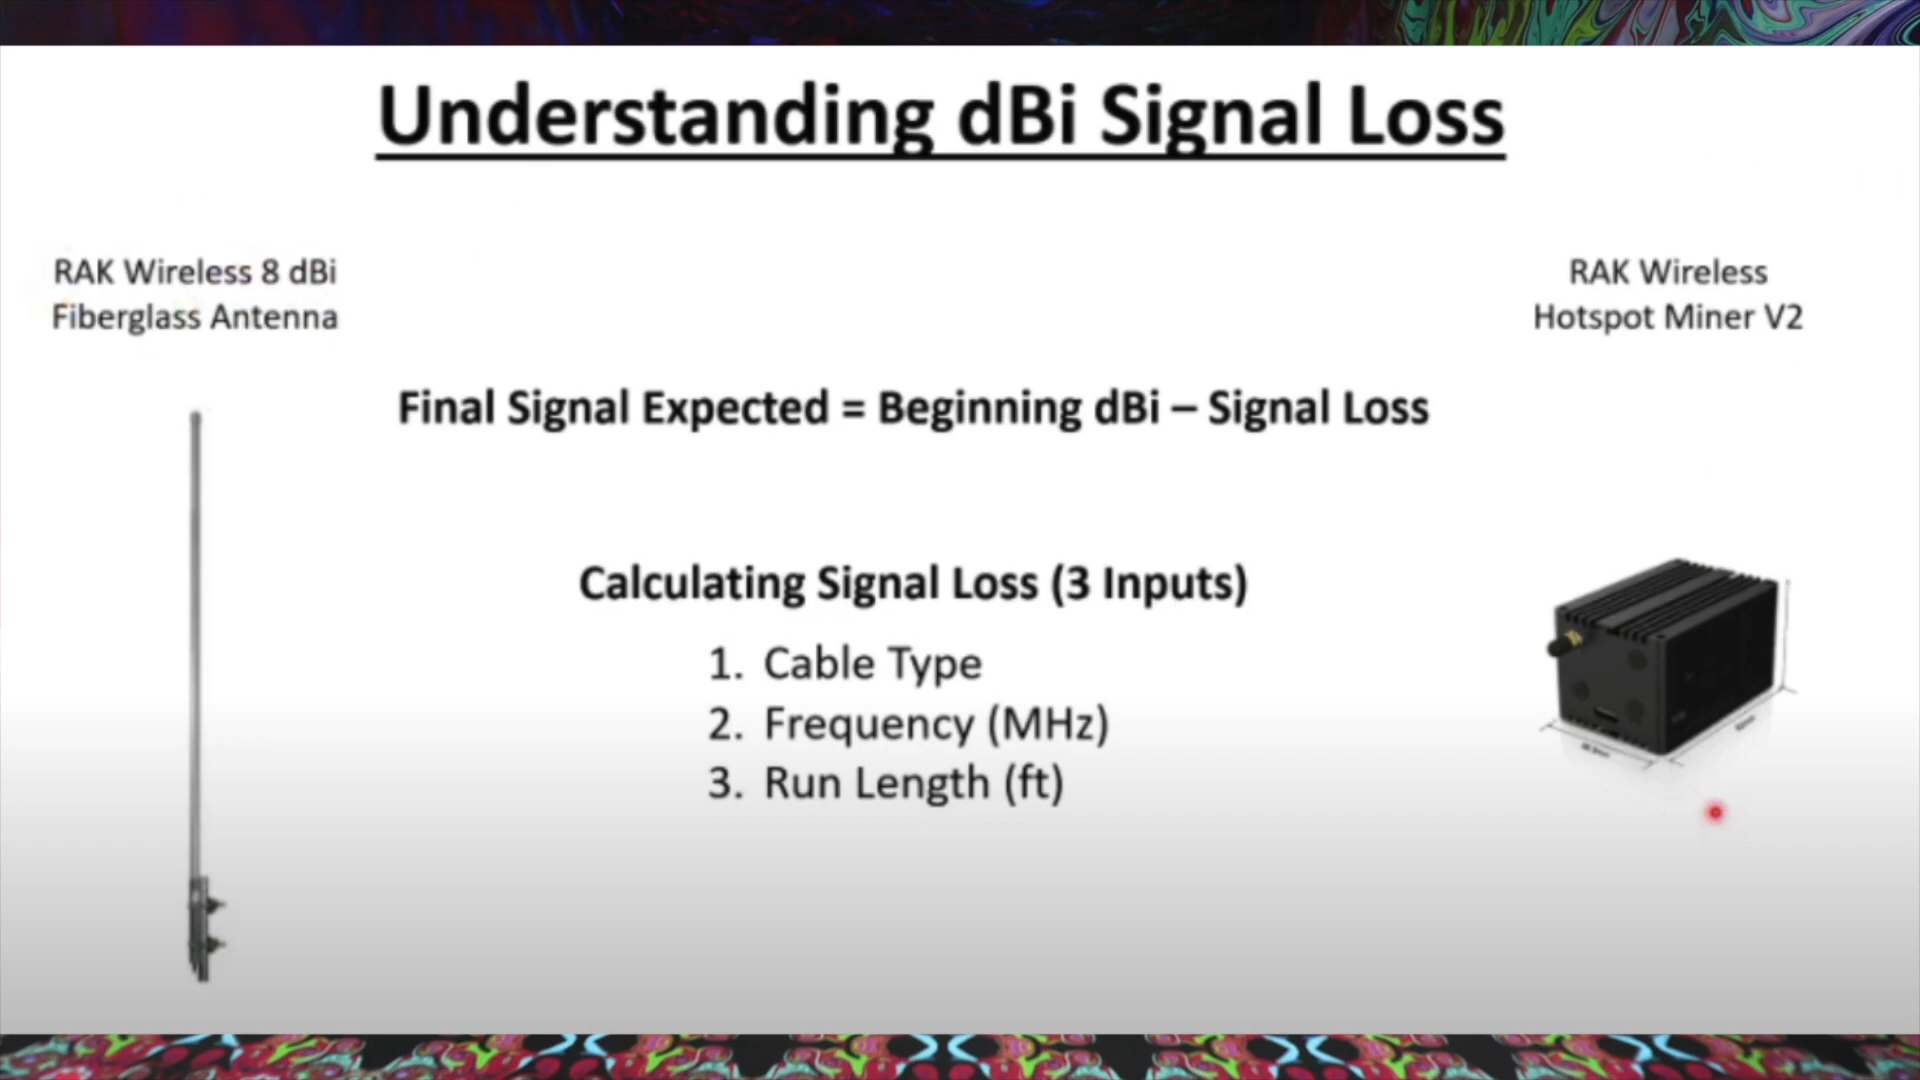 Understanding dBi Signal Loss
RAK Wireless 8 dBi
Fiberglass Antenna
RAK Wireless
Hotspot Miner V2
Final Signal Expected = Beginning dBi – Signal Loss
Calculating Signal Loss (3 Inputs)
1. Cable Type
2. Frequency (MHz)
3. Run Length (ft)